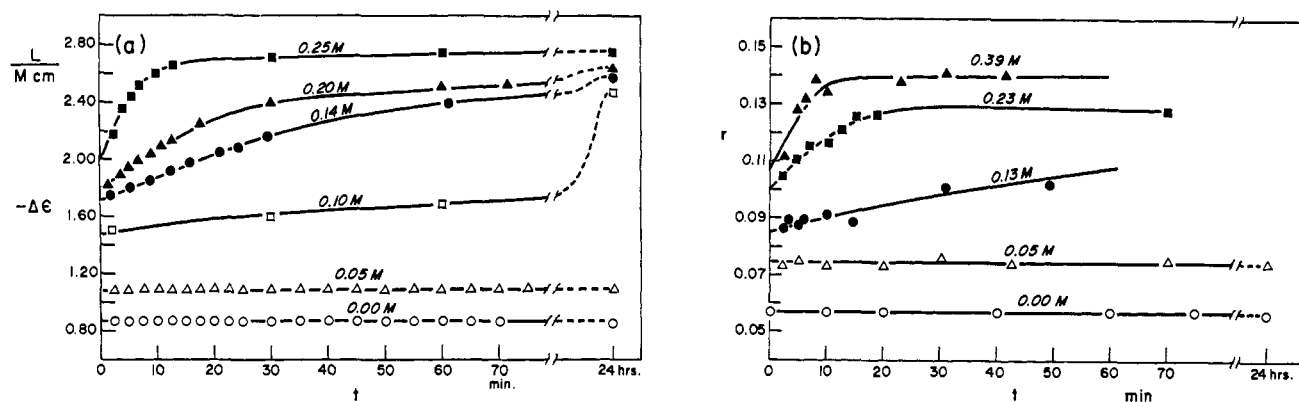 (a)
L
M cm
2.80
2.40
2.00
-Δϵ
1.60
1.20
0.80
0.25 M
0.20 M
0.14 M
0.10 M
0.05 M
0.00 M
0 10 20 30 40 50 60 70 24 hrs.
min.
t
(b)
0.15
0.13
r
0.11
0.09
0.07
0.05
0.39 M
0.23 M
0.13 M
0.05 M
0.00 M
0 10 20 30 40 50 60 70 24 hrs.
t min